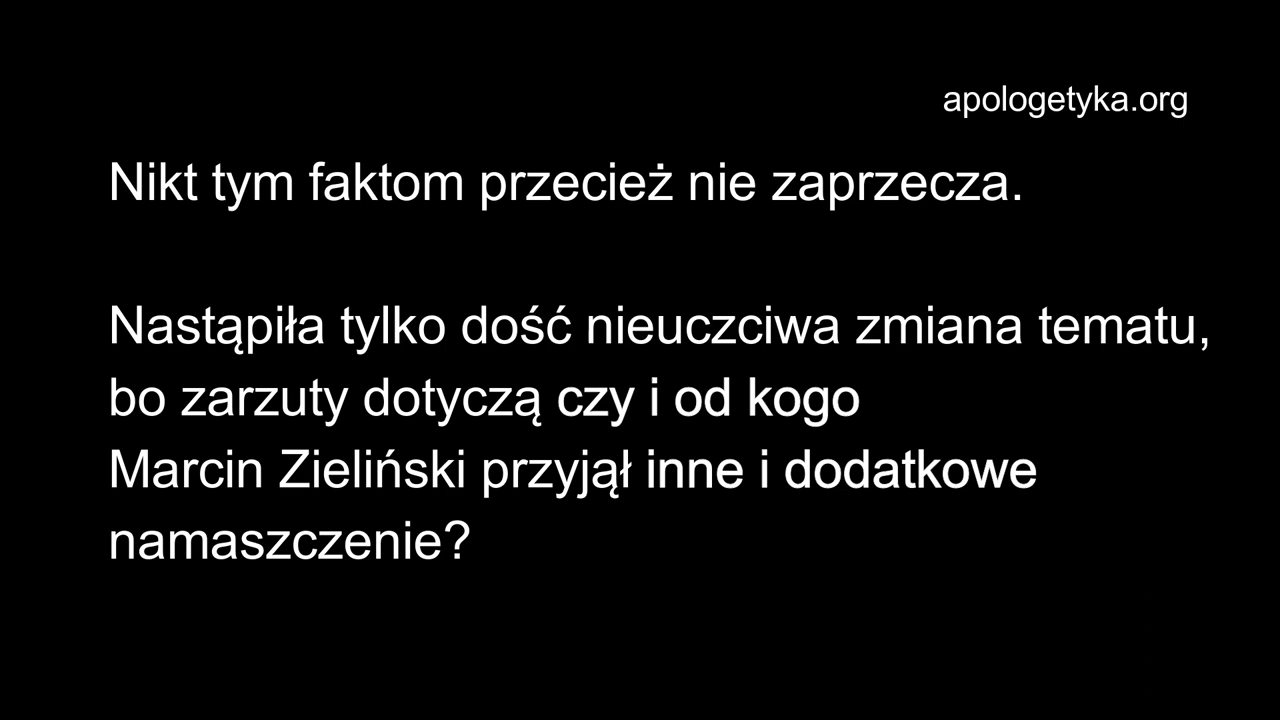 apologetyka.org
Nikt tym faktom przecież nie zaprzecza.
Nastąpiła tylko dość nieuczciwa zmiana tematu,
bo zarzuty dotyczą czy i od kogo
Marcin Zieliński przyjął inne i dodatkowe
namaszczenie?